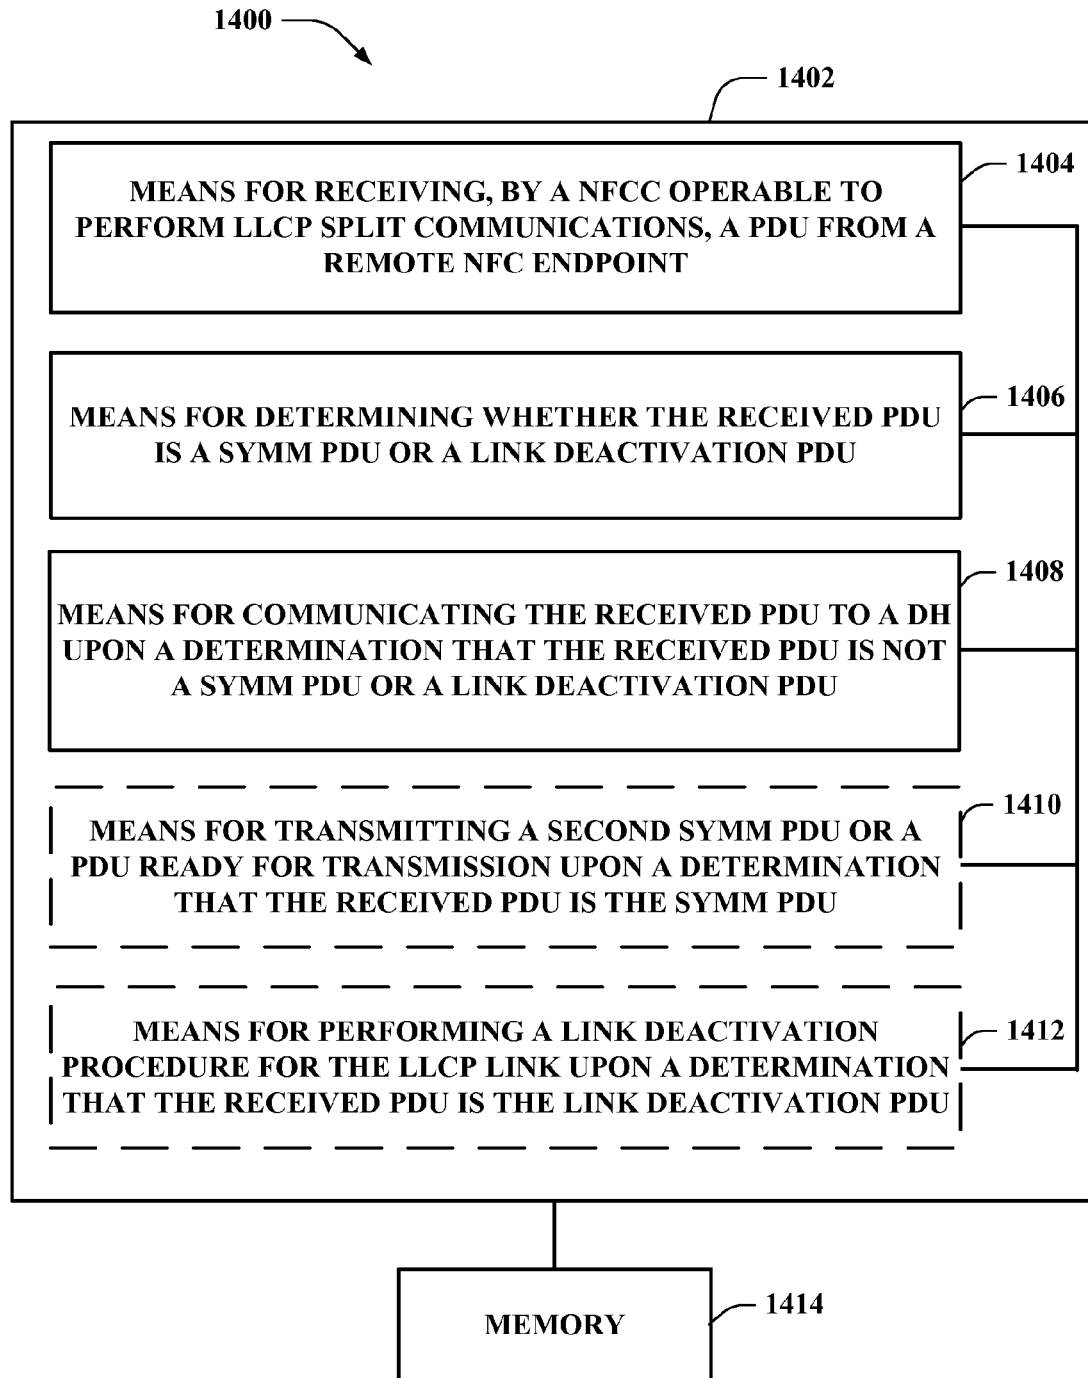 1400
1402
MEANS FOR RECEIVING, BY A NFCC OPERABLE TO
PERFORM LLCP SPLIT COMMUNICATIONS, A PDU FROM A
REMOTE NFC ENDPOINT
1404
MEANS FOR DETERMINING WHETHER THE RECEIVED PDU
IS A SYMM PDU OR A LINK DEACTIVATION PDU
1406
MEANS FOR COMMUNICATING THE RECEIVED PDU TO A DH
UPON A DETERMINATION THAT THE RECEIVED PDU IS NOT
A SYMM PDU OR A LINK DEACTIVATION PDU
1408
MEANS FOR TRANSMITTING A SECOND SYMM PDU OR A
PDU READY FOR TRANSMISSION UPON A DETERMINATION
THAT THE RECEIVED PDU IS THE SYMM PDU
1410
MEANS FOR PERFORMING A LINK DEACTIVATION
PROCEDURE FOR THE LLCP LINK UPON A DETERMINATION
THAT THE RECEIVED PDU IS THE LINK DEACTIVATION PDU
1412
MEMORY
1414